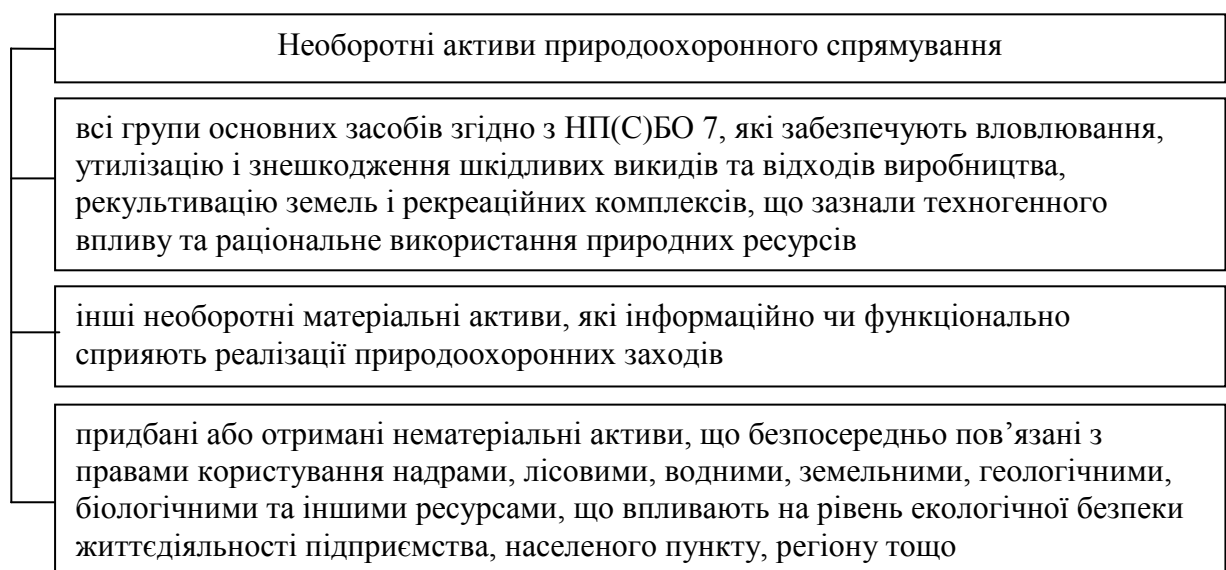 Необоротні активи природоохоронного спрямування
всі групи основних засобів згідно з НП(С)БО 7, які забезпечують вловлювання,
утилізацію і знешкодження шкідливих викидів та відходів виробництва,
рекультивацію земель і рекреаційних комплексів, що зазнали техногенного
впливу та раціональне використання природних ресурсів
інші необоротні матеріальні активи, які інформаційно чи функціонально
сприяють реалізації природоохоронних заходів
придбані або отримані нематеріальні активи, що безпосередньо пов’язані з
правами користування надрами, лісовими, водними, земельними, геологічними,
біологічними та іншими ресурсами, що впливають на рівень екологічної безпеки
життєдіяльності підприємства, населеного пункту, регіону тощо